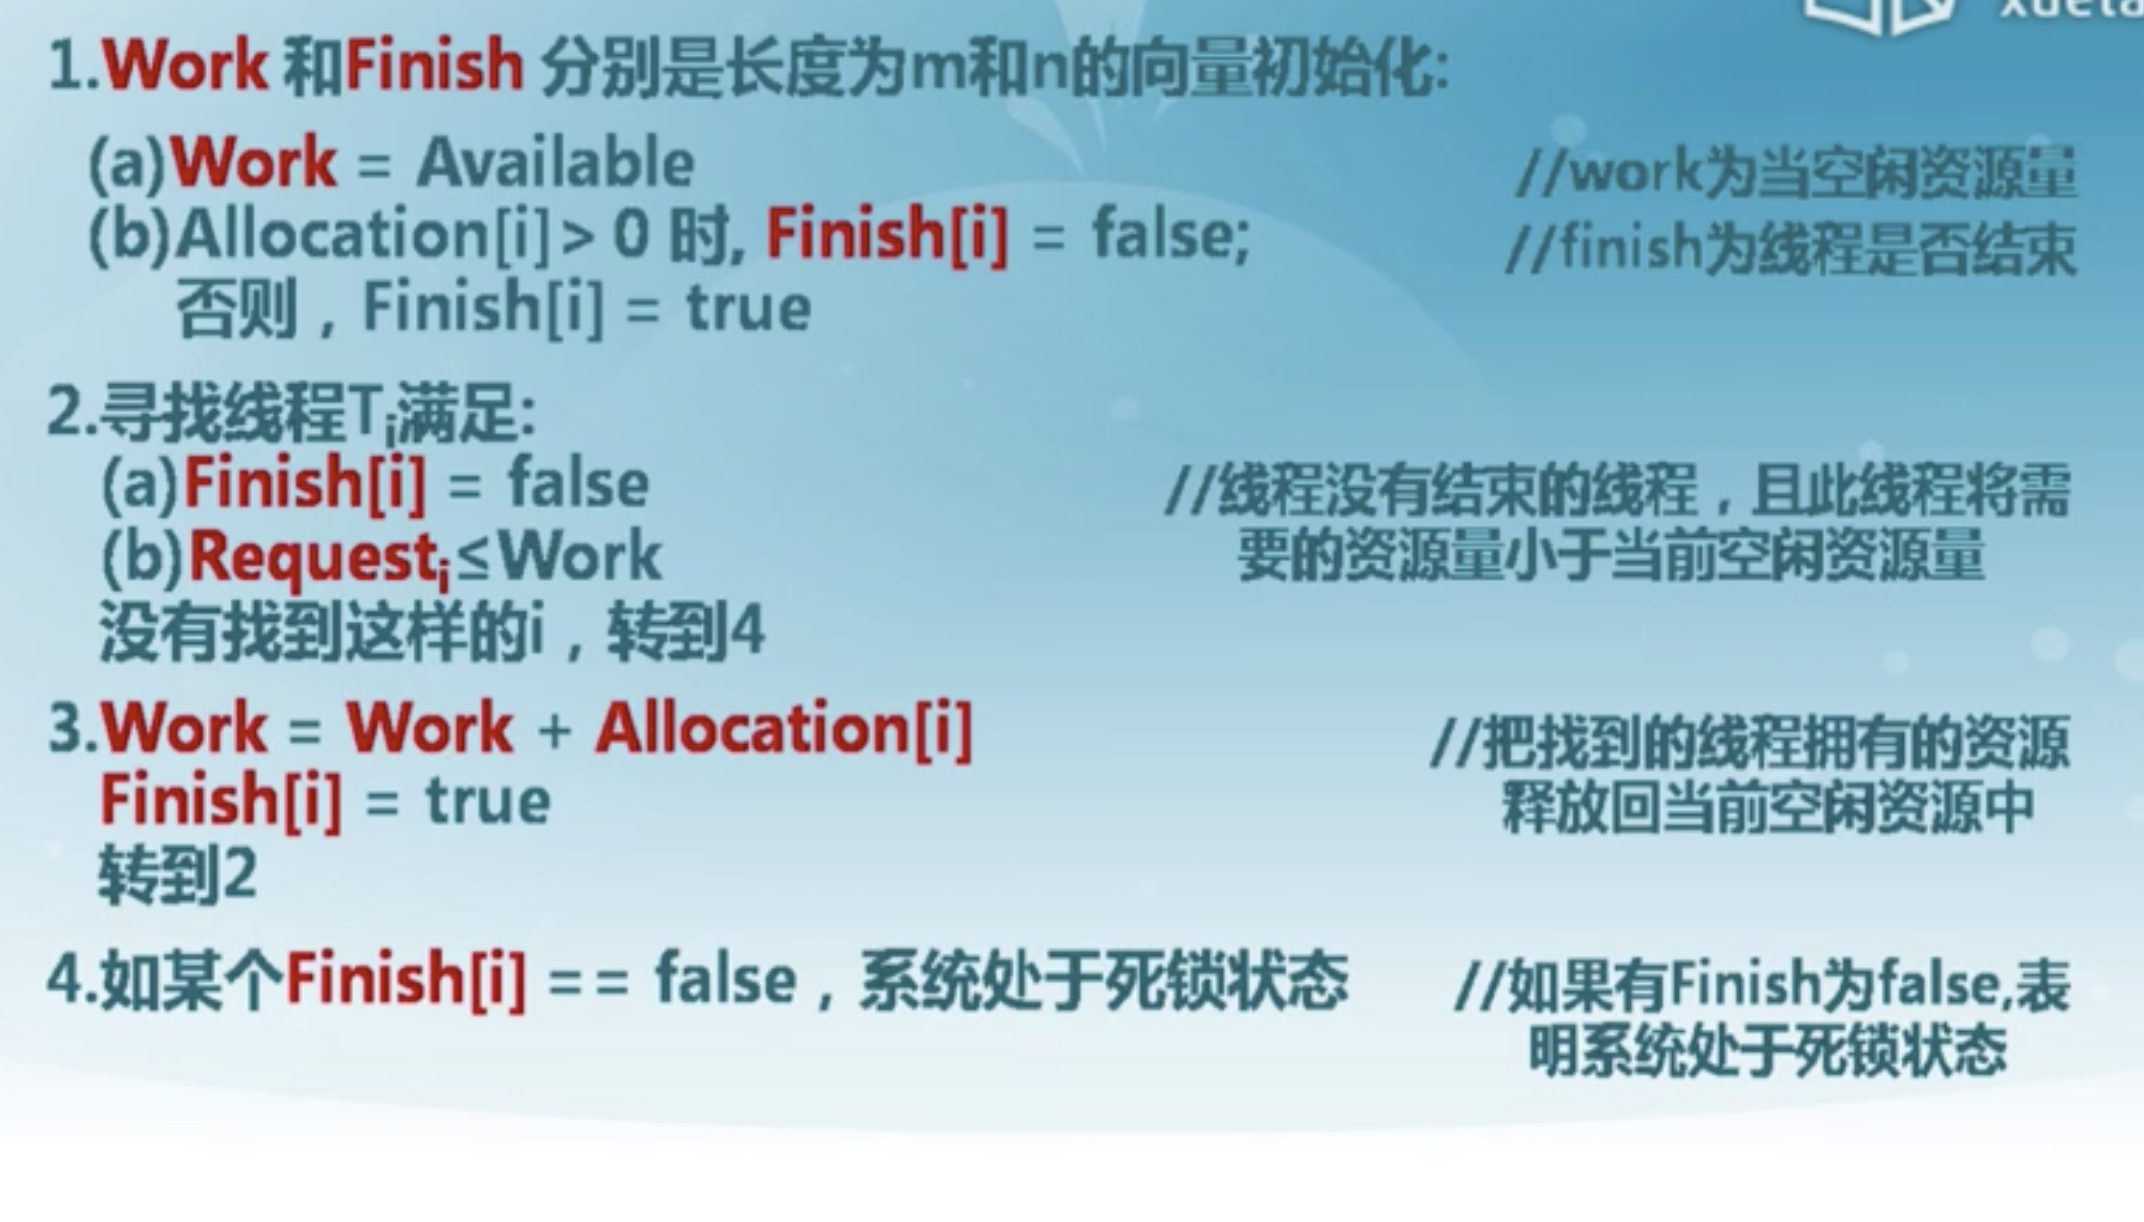 xueta
1.Work 和Finish 分别是长度为m和n的向量初始化:
(a)Work = Available
//work为当空闲资源量
(b)Allocation[i]> 0 时, Finish[i] = false;
//finish为线程是否结束
否则，Finish[i] = true
2.寻找线程Ti满足:
(a)Finish[i] = false
//线程没有结束的线程，且此线程将需
(b)Requesti≤Work
要的资源量小于当前空闲资源量
没有找到这样的i，转到4
3.Work = Work + Allocation[i]
//把找到的线程拥有的资源
Finish[i] = true
释放回当前空闲资源中
转到2
4.如某个Finish[i] == false，系统处于死锁状态
//如果有Finish为false,表
明系统处于死锁状态